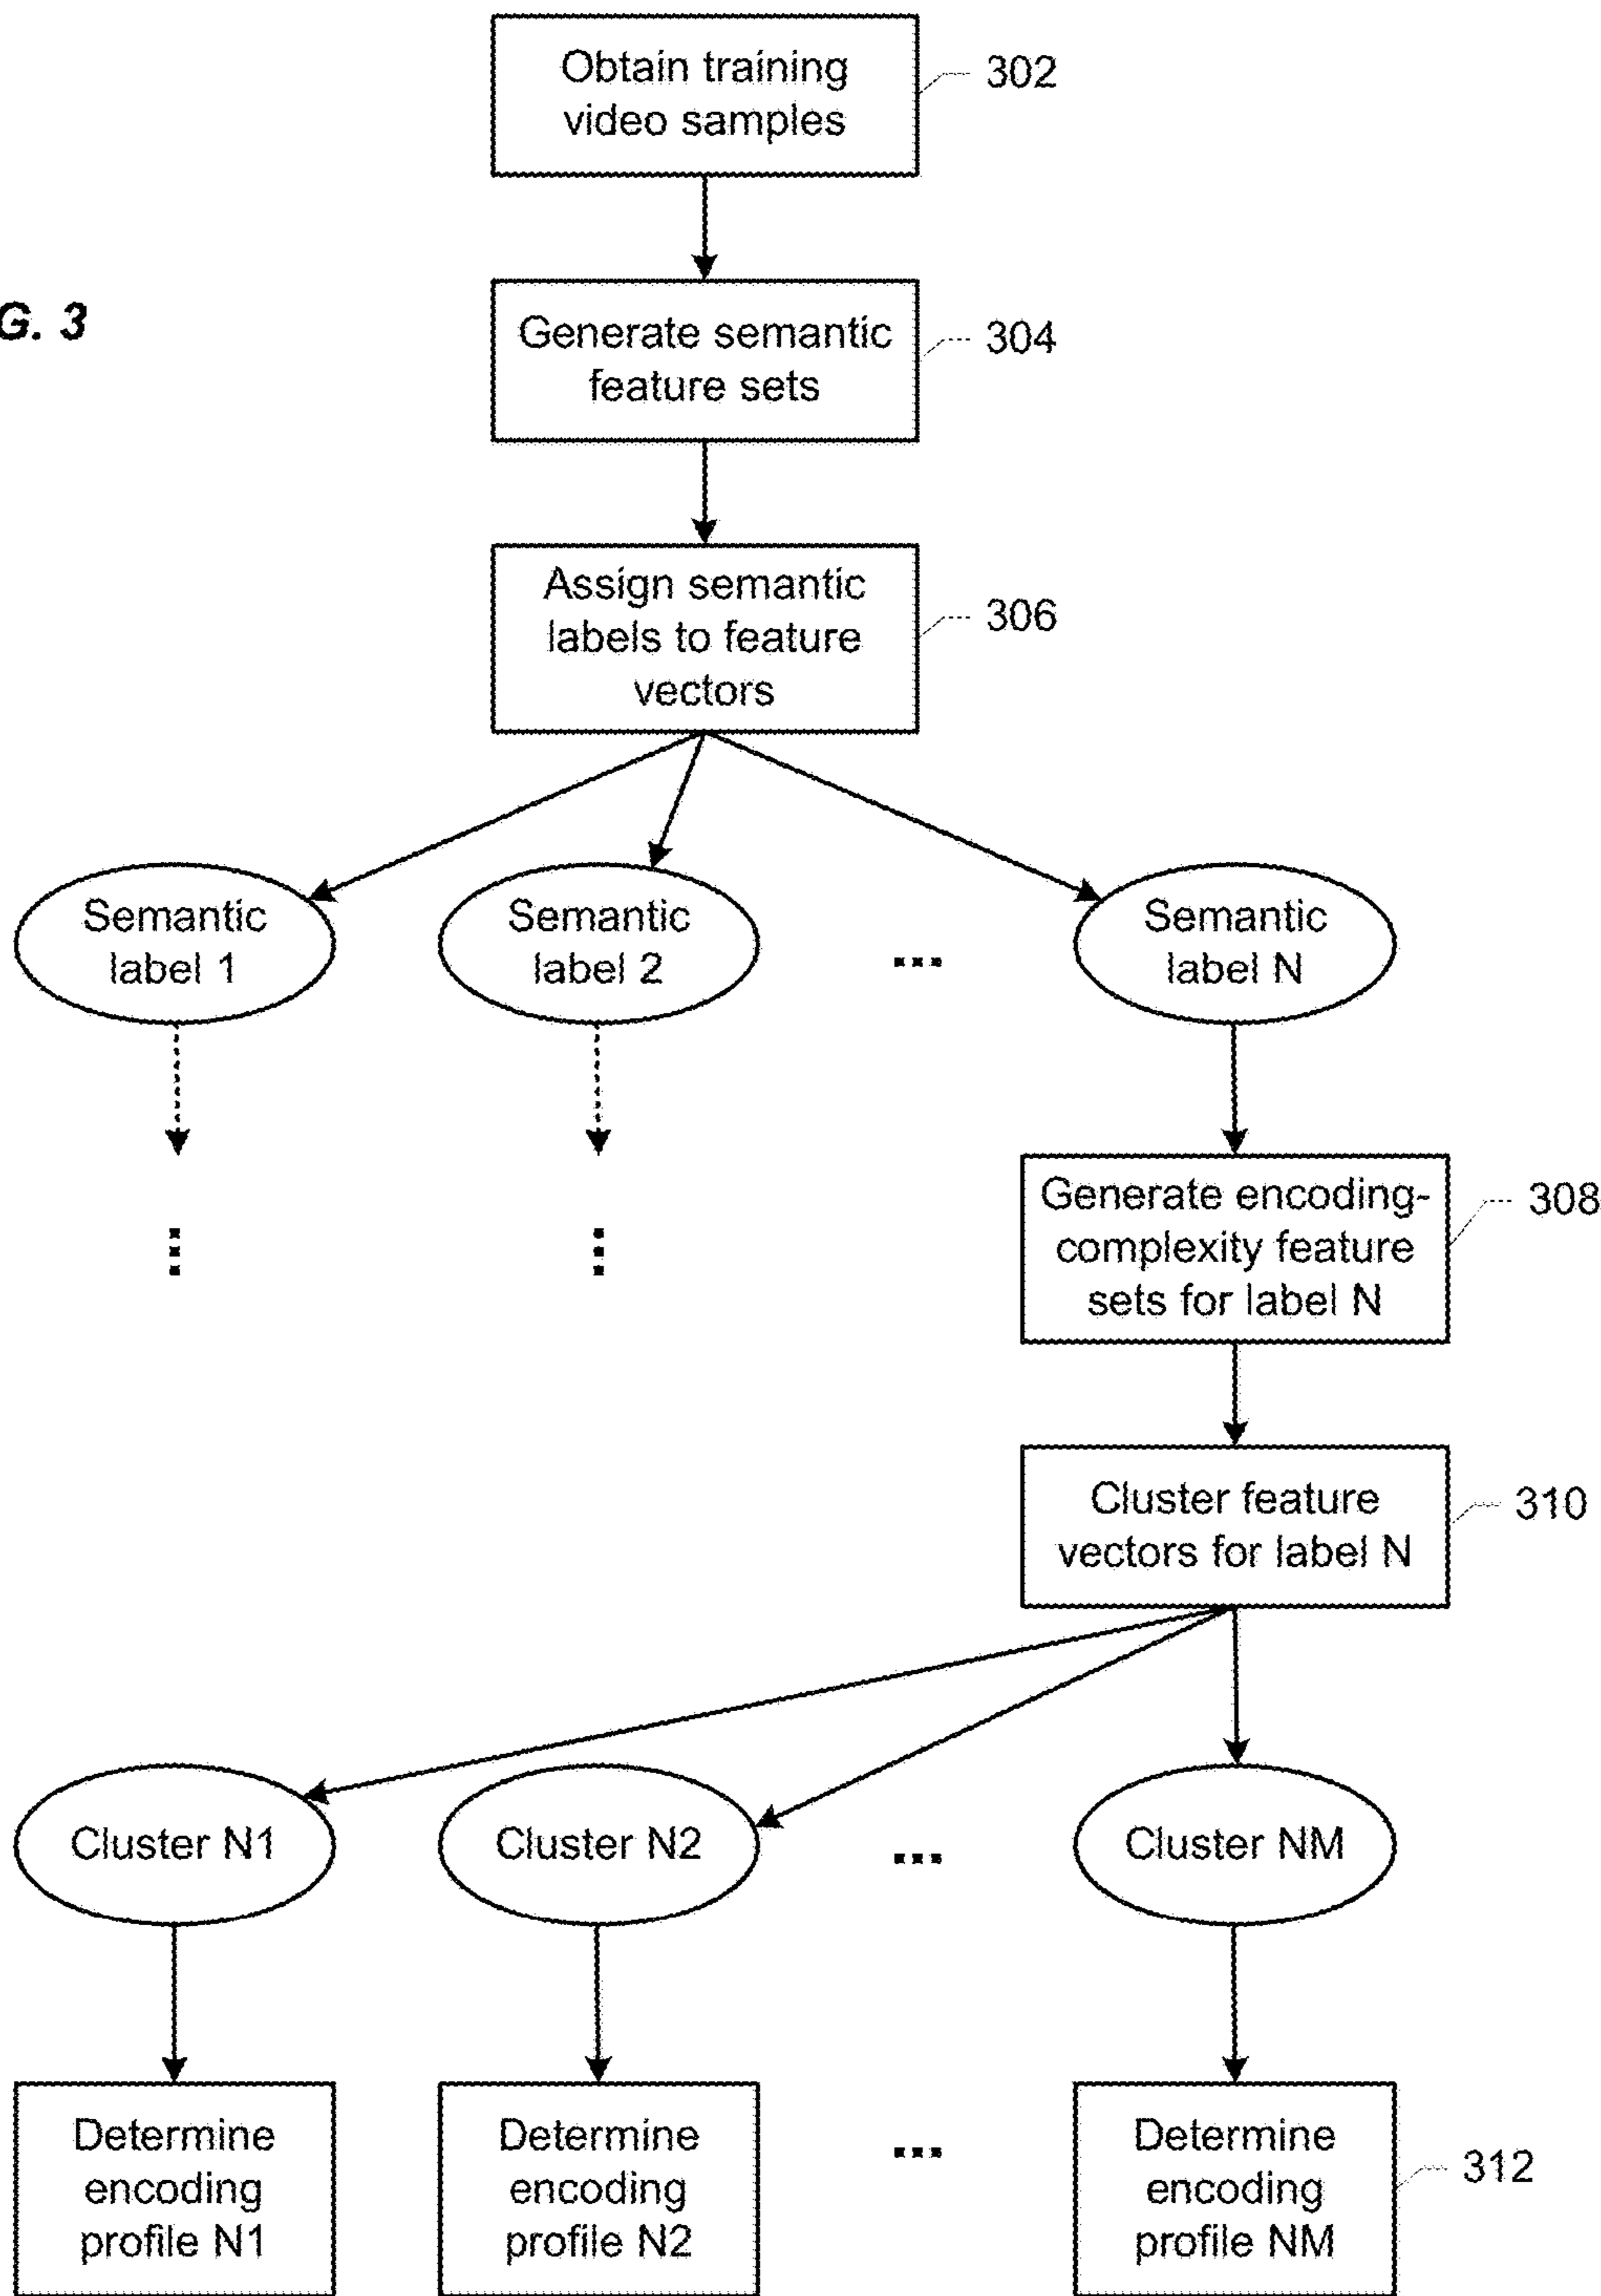 Obtain training
video samples
302
G. 3
Generate semantic
feature sets
304
Assign semantic
labels to feature
vectors
306
Semantic
label 1
Semantic
label 2
...
Semantic
label N
Generate encoding-
complexity feature
sets for label N
308
Cluster feature
vectors for label N
310
Cluster N1
Cluster N2
...
Cluster NM
Determine
encoding
profile N1
Determine
encoding
profile N2
...
Determine
encoding
profile NM
312